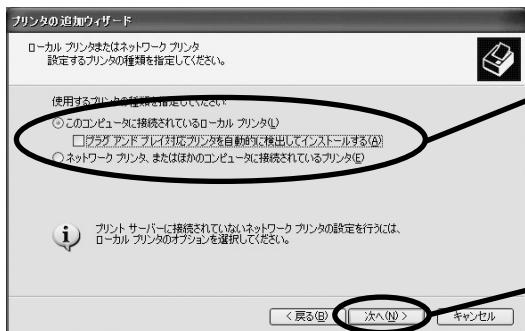 プリンタの追加ウィザード
ローカル プリンタまたはネットワーク プリンタ
設定するプリンタの種類を指定してください。
使用するプリンタの種類を指定してください:
このコンピュータに接続されているローカル プリンタ(L)
プラグ アンド プレイ対応プリンタを自動的に検出してインストールする(A)
ネットワーク プリンタ、またはほかのコンピュータに接続されているプリンタ(E)
プリント サーバーに接続されていないネットワーク プリンタの設定を行うには、
ローカル プリンタのオプションを選択してください。
< 戻る(B) 次へ(N) > キャンセル